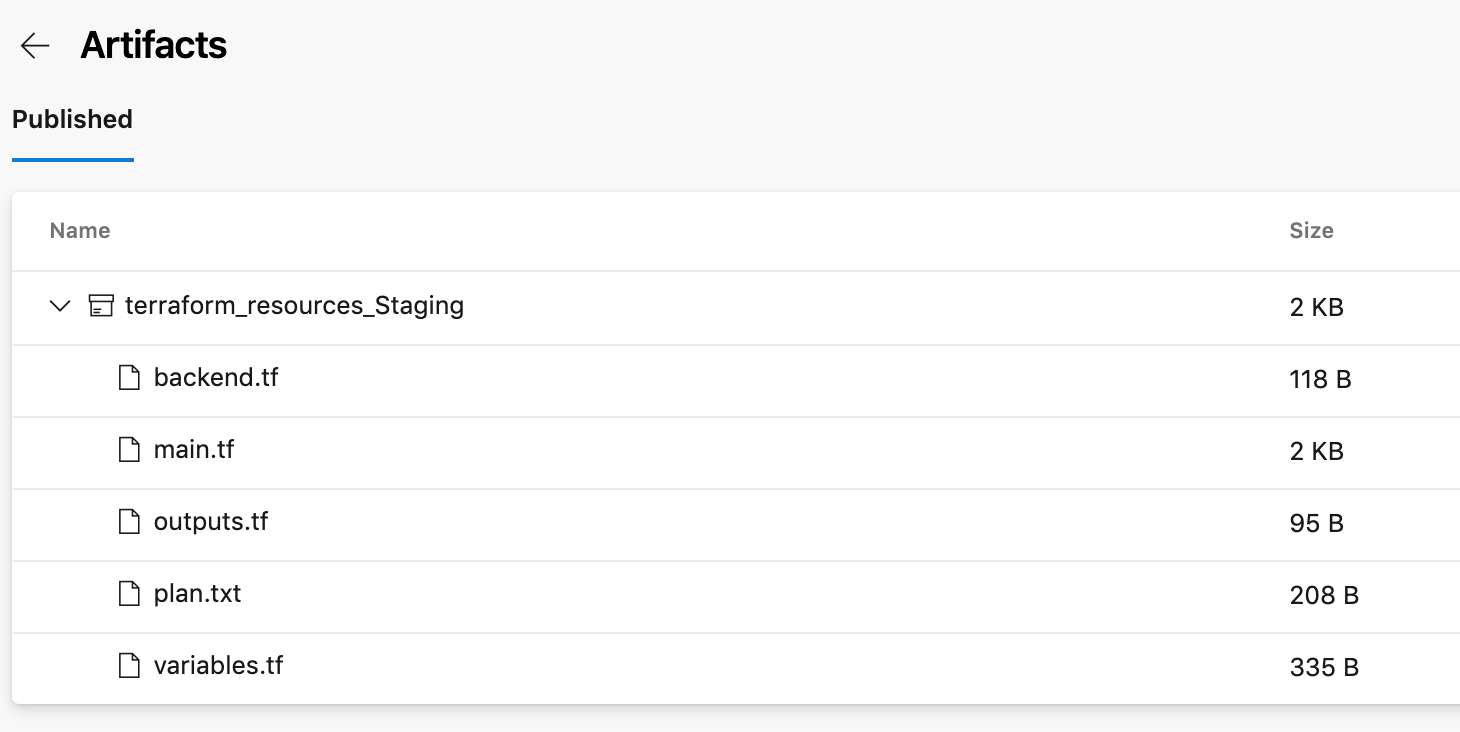 Artifacts
Published
Name Size
terraform_resources_Staging 2 KB
backend.tf 118 B
main.tf 2 KB
outputs.tf 95 B
plan.txt 208 B
variables.tf 335 B